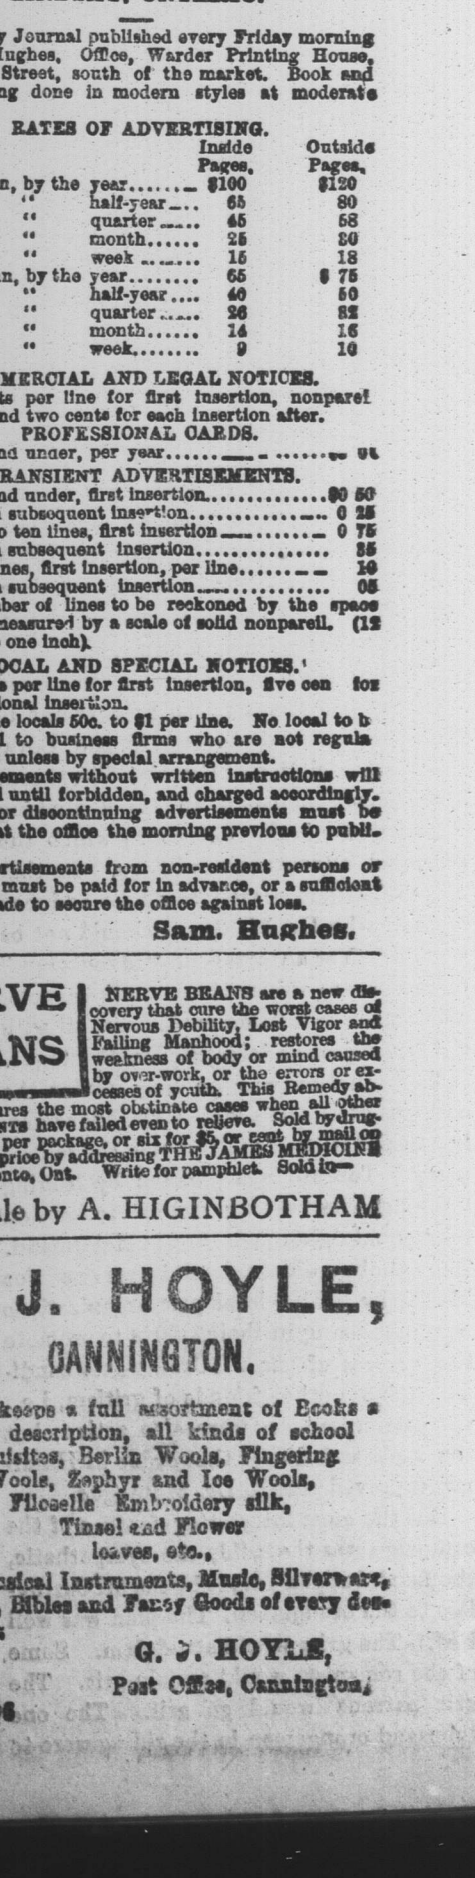 y Journal published every Friday morning
Hughes, Office, Warder Printing House,
Street, south of the market. Book and
ng done in modern styles at moderate
RATES OF ADVERTISING.
Inside Outside
Pages. Pages.
n, by the year....... $100 $120
" half-year.... 65 80
" quarter...... 45 58
" month...... 25 30
" week ........ 15 18
n, by the year........ 65 $ 75
" half-year.... 40 50
" quarter...... 26 32
" month...... 14 16
" week........ 9 10
MERCIAL AND LEGAL NOTICES.
ts per line for first insertion, nonpareil
nd two cents for each insertion after.
PROFESSIONAL CARDS.
nd under, per year......
RANSIENT ADVERTISEMENTS.
nd under, first insertion............ $0 50
subsequent insertion.............. 0 25
o ten lines, first insertion............ 0 75
subsequent insertion............... 35
nes, first insertion, per line........ 10
subsequent insertion............. 05
ber of lines to be reckoned by the space
measured by a scale of solid nonpareil. (12
one inch).
OCAL AND SPECIAL NOTICES.
s per line for first insertion, five cen for
ional insertion.
e locals 50c. to $1 per line. No local to b
l to business firms who are not regula
unless by special arrangement.
ements without written instructions will
l until forbidden, and charged accordingly.
or discontinuing advertisements must be
at the office the morning previous to publi-
rtisements from non-resident persons or
must be paid for in advance, or a sufficient
ade to secure the office against loss.
Sam. Hughes.
VE
ANS
NERVE BEANS are a new dis-
covery that cure the worst cases of
Nervous Debility, Lost Vigor and
Failing Manhood; restores the
weakness of body or mind caused
by over-work, or the errors or ex-
cesses of youth. This Remedy ab-
ures the most obstinate cases when all other
NTS have failed even to relieve. Sold by drug-
per package, or six for $5, or sent by mail on
price by addressing THE JAMES MEDICINE
onto, Ont. Write for pamphlet. Sold in—
le by A. HIGINBOTHAM
J. HOYLE,
CANNINGTON.
keeps a full assortment of Books a
description, all kinds of school
uisites, Berlin Wools, Fingering
Wools, Zephyr and Ice Wools,
Filoselle Embroidery silk,
Tinsel and Flower
leaves, etc.,
usical Instruments, Music, Silverware,
, Bibles and Fancy Goods of every des-
G. J. HOYLE,
Post Office, Cannington,